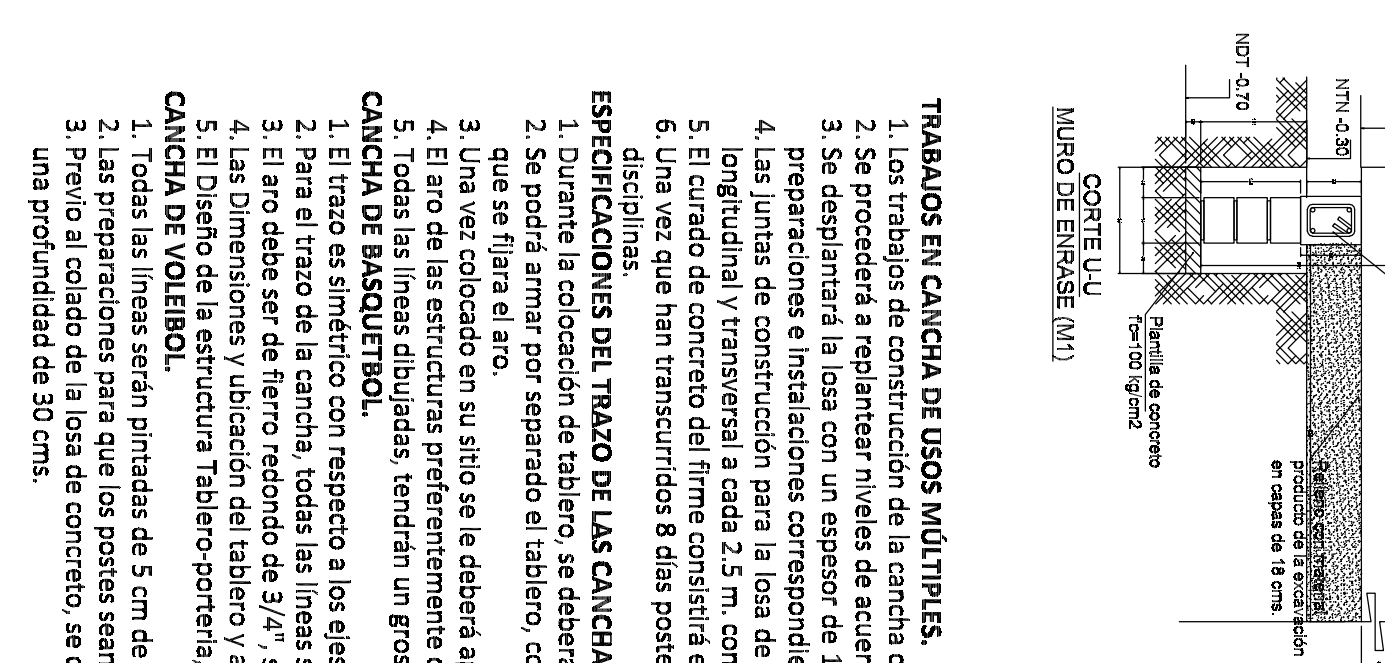 NTN -0.30
NDT -0.70
Relleno con material
producto de la excavación
en capas de 18 cms.
Plantilla de concreto
f'c=100 kg/cm2
CORTE U-U
MURO DE ENRASE (M1)
TRABAJOS EN CANCHA DE USOS MÚLTIPLES.
1. Los trabajos de construcción de la cancha
2. Se procederá a replantear niveles de
3. Se desplantará la losa con un espesor de 1
preparaciones e instalaciones
4. Las juntas de construcción para la losa de
longitudinal y transversal a cada 2.5 m. con
5. El curado de concreto del firme consistirá
6. Una vez que han transcurridos 8 días
disciplinas.
ESPECIFICACIONES DEL TRAZO DE LAS CANCHA
1. Durante la colocación de tablero, se debera
2. Se podrá armar por separado el tablero,
que se fijara el aro.
3. Una vez colocado en su sitio se le deberá
4. El aro de las estructuras preferentemente
5. Todas las líneas dibujadas, tendrán un
CANCHA DE BASQUETBOL.
1. El trazo es simétrico con respecto a los ejes
2. Para el trazo de la cancha, todas las líneas
3. El aro debe ser de fierro redondo de 3/4",
4. Las Dimensiones y ubicación del tablero y
5. El Diseño de la estructura Tablero-porteria,
CANCHA DE VOLEIBOL.
1. Todas las líneas serán pintadas de 5 cm de
2. Las preparaciones para que los postes sean
3. Previo al colado de la losa de concreto, se
una profundidad de 30 cms.